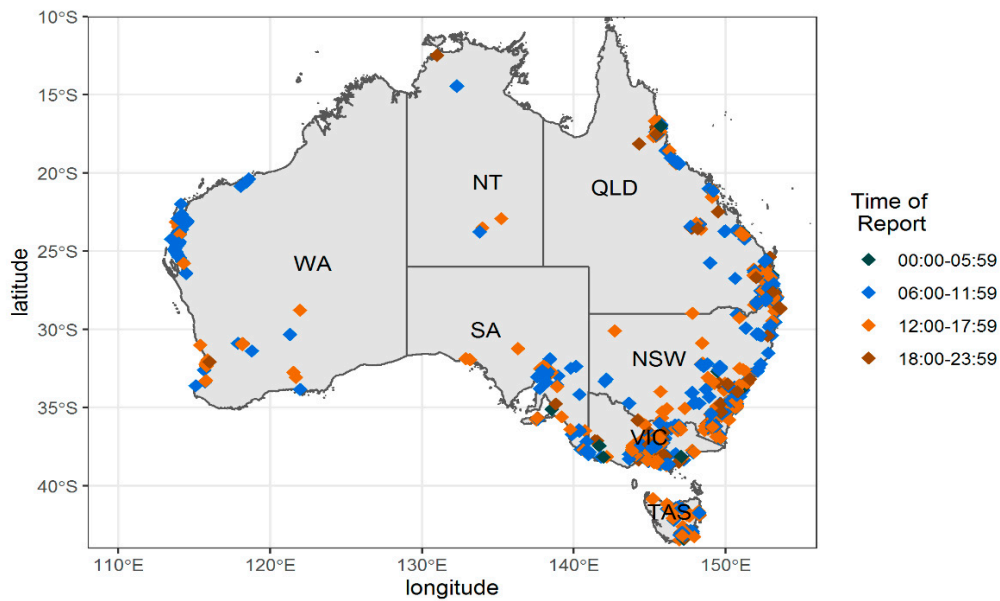 10°S
15°S
20°S
25°S
30°S
35°S
40°S
latitude
NT
QLD
WA
SA
NSW
VIC
TAS
110°E
120°E
130°E
140°E
150°E
longitude
Time of
Report
00:00-05:59
06:00-11:59
12:00-17:59
18:00-23:59